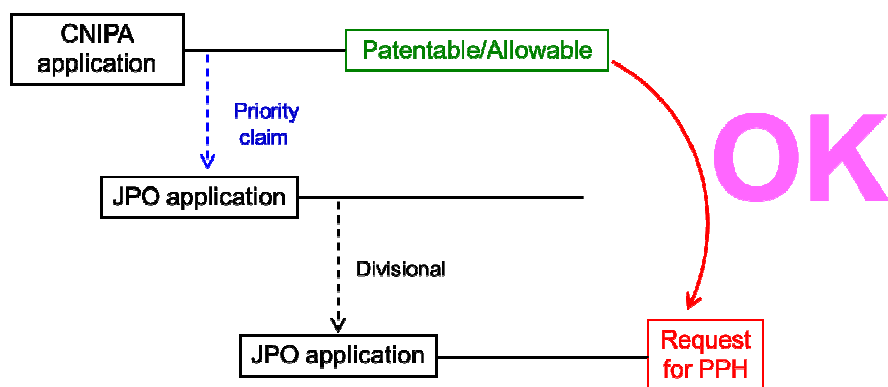 CNIPA
application
Patentable/Allowable
OK
Priority
claim
JPO application
Divisional
JPO application
Request
for PPH